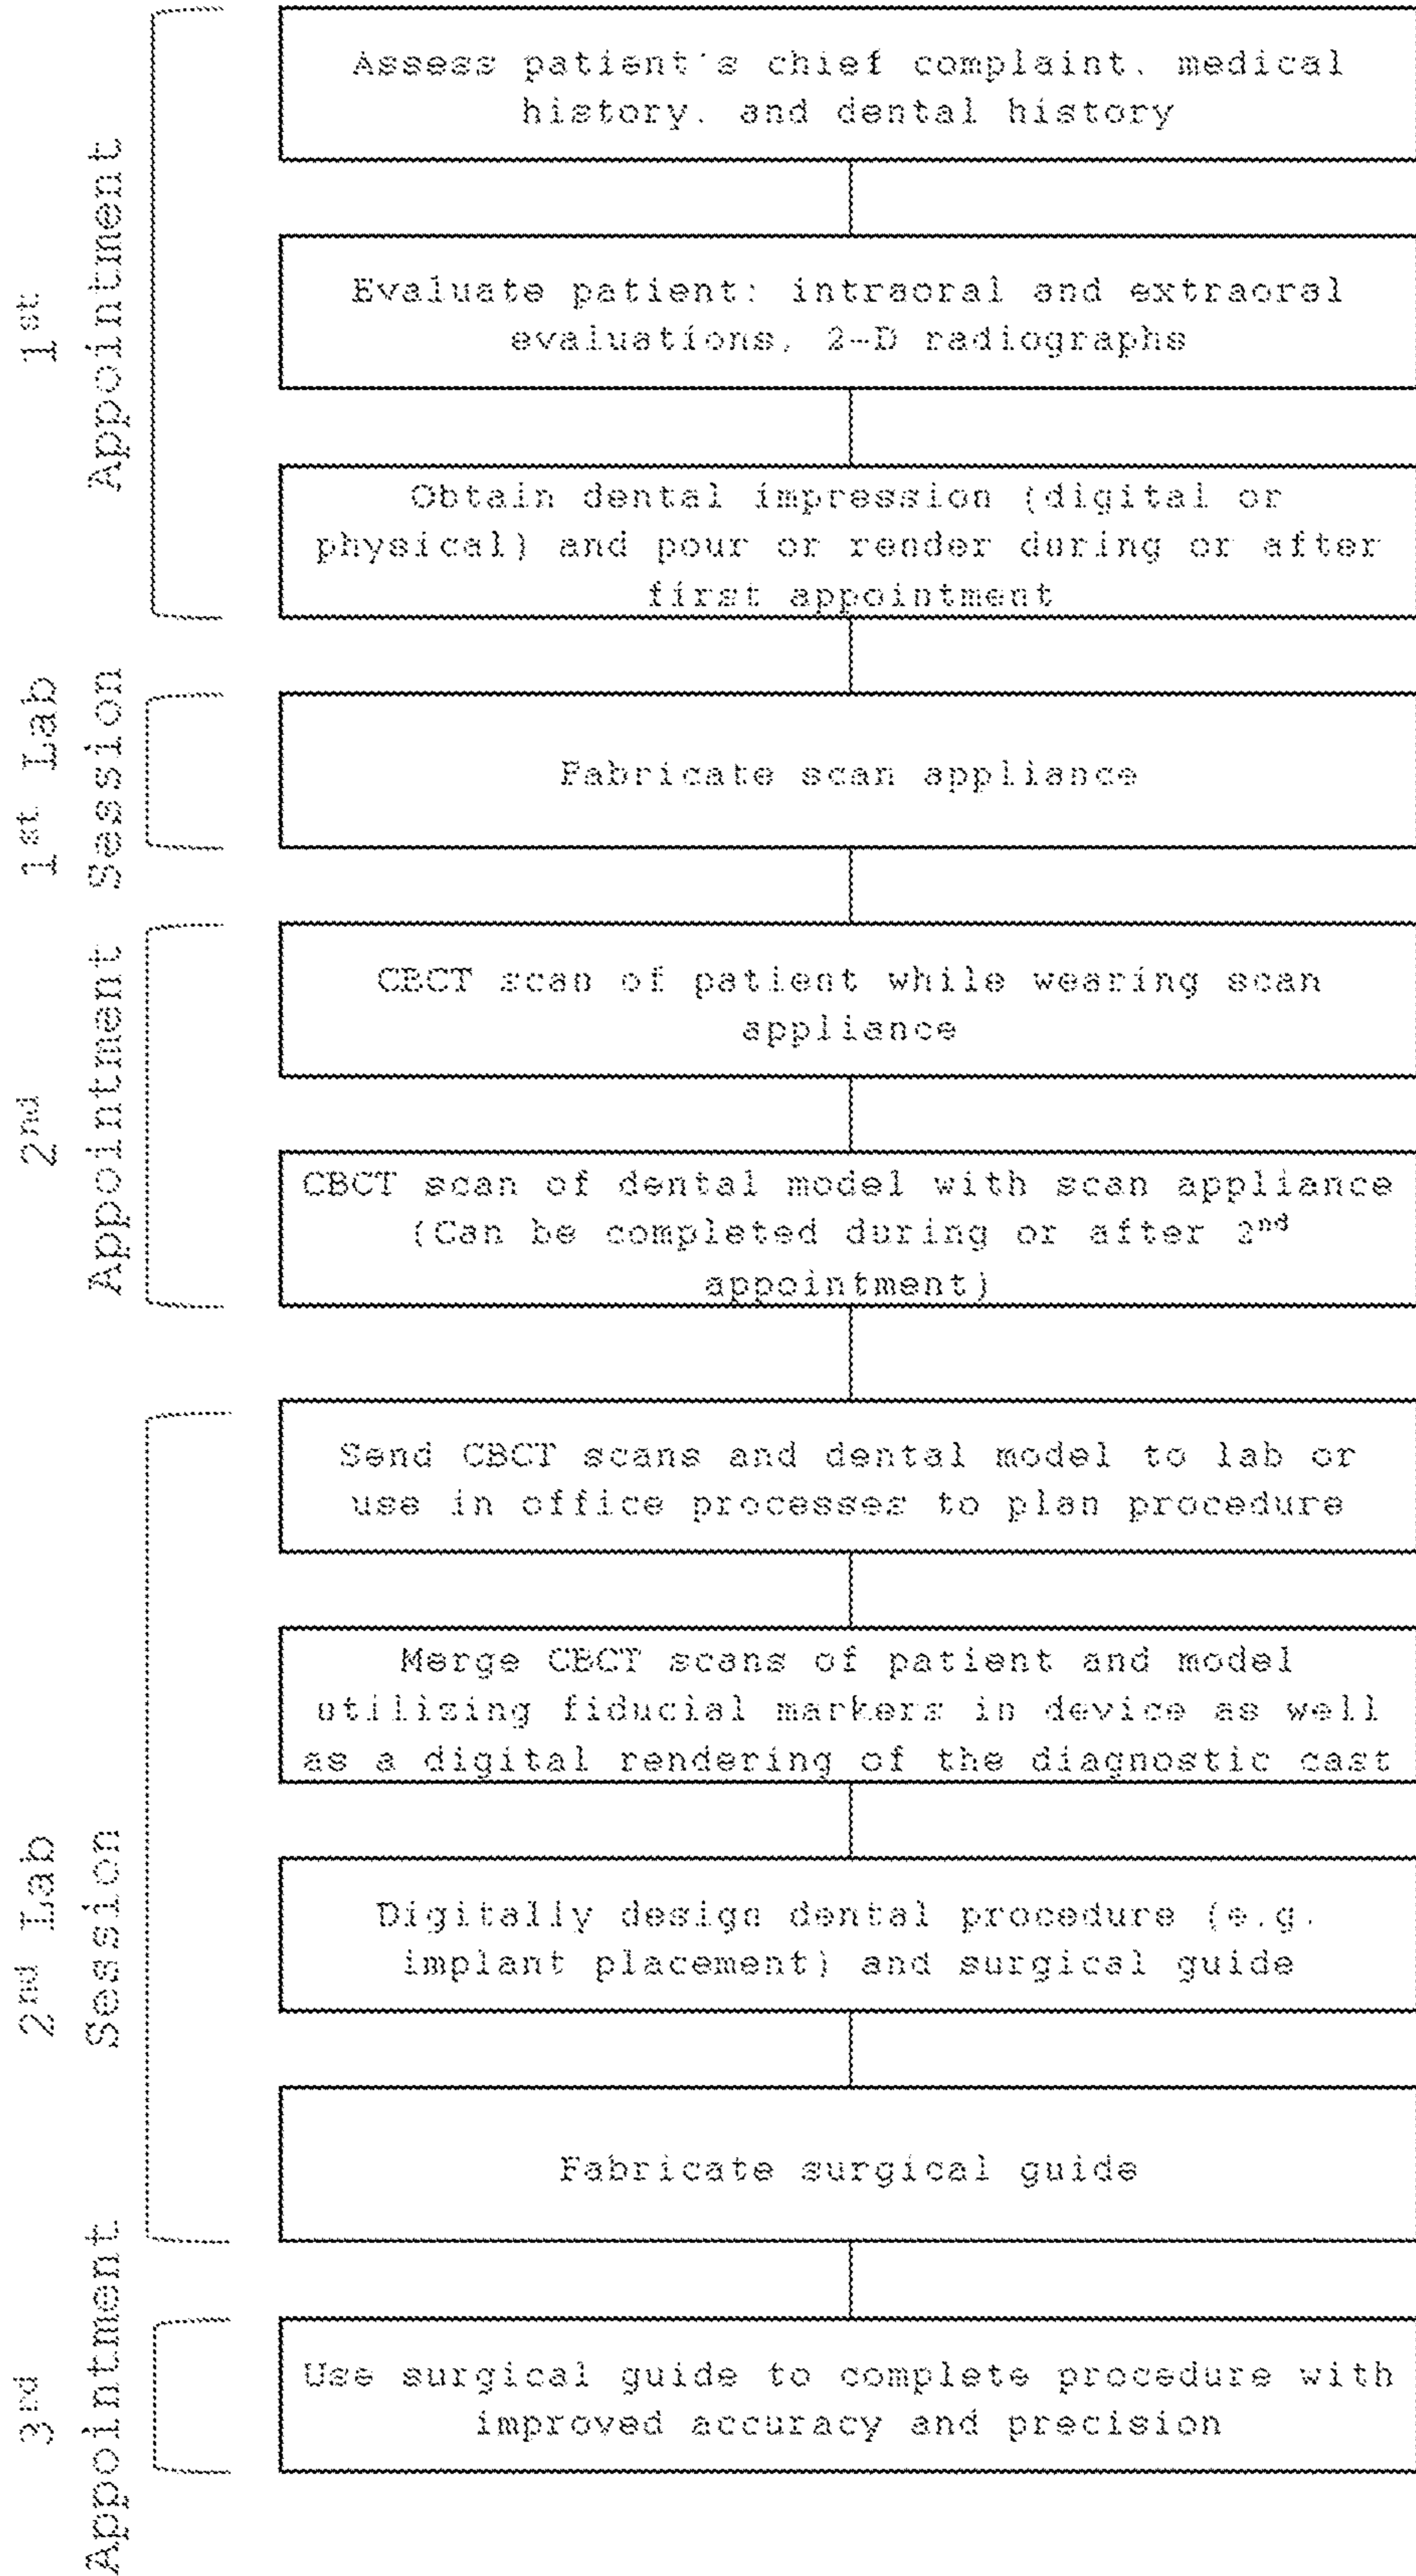 1st
Appointment
Assess patient's chief complaint, medical
history, and dental history
Evaluate patient: intraoral and extraoral
evaluations, 2-D radiographs
Obtain dental impression (digital or
physical) and pour or render during or after
first appointment
1st Lab
Session
Fabricate scan appliance
2nd
Appointment
CBCT scan of patient while wearing scan
appliance
CBCT scan of dental model with scan appliance
(Can be completed during or after 2nd
appointment)
2nd Lab
Session
Send CBCT scans and dental model to lab or
use in office processes to plan procedure
Merge CBCT scans of patient and model
utilizing fiducial markers in device as well
as a digital rendering of the diagnostic cast
Digitally design dental procedure (e.g.
implant placement) and surgical guide
Fabricate surgical guide
3rd
Appointment
Use surgical guide to complete procedure with
improved accuracy and precision